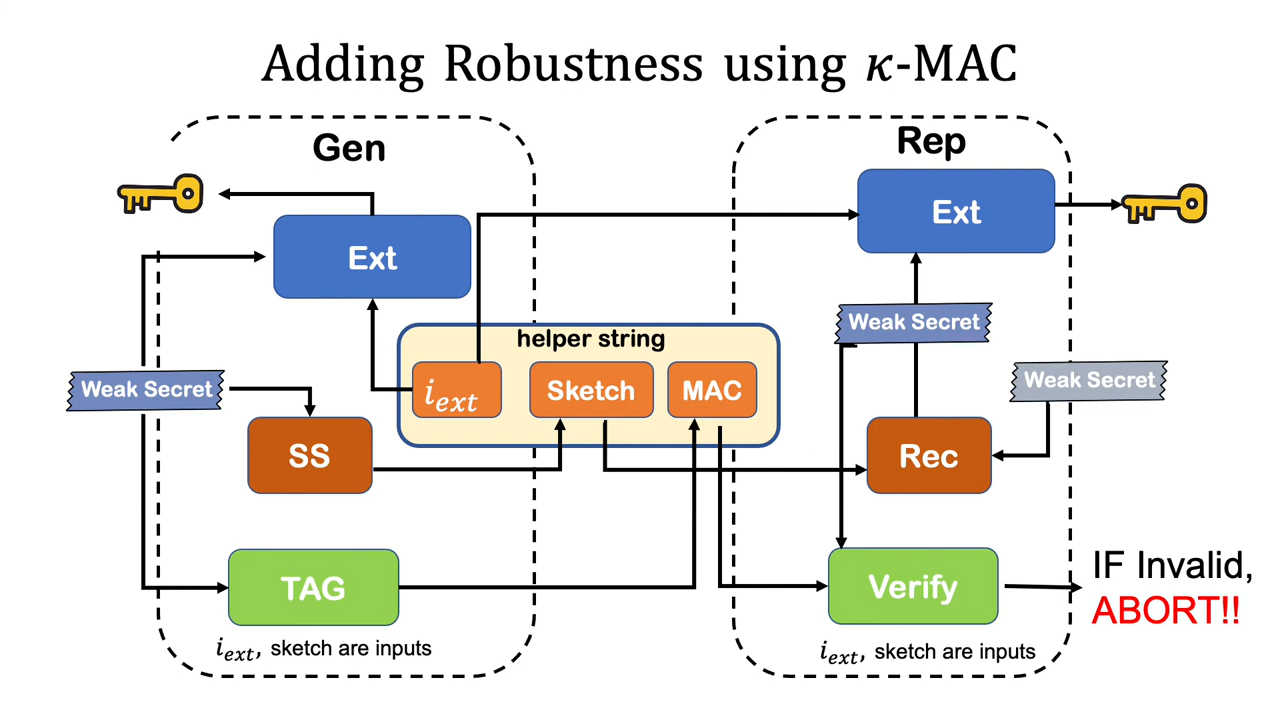 Adding Robustness using κ-MAC
Gen
Rep
Ext
Ext
helper string
Weak Secret
Weak Secret
Weak Secret
i_ext
Sketch
MAC
SS
Rec
TAG
Verify
IF Invalid,
ABORT!!
i_ext, sketch are inputs
i_ext, sketch are inputs